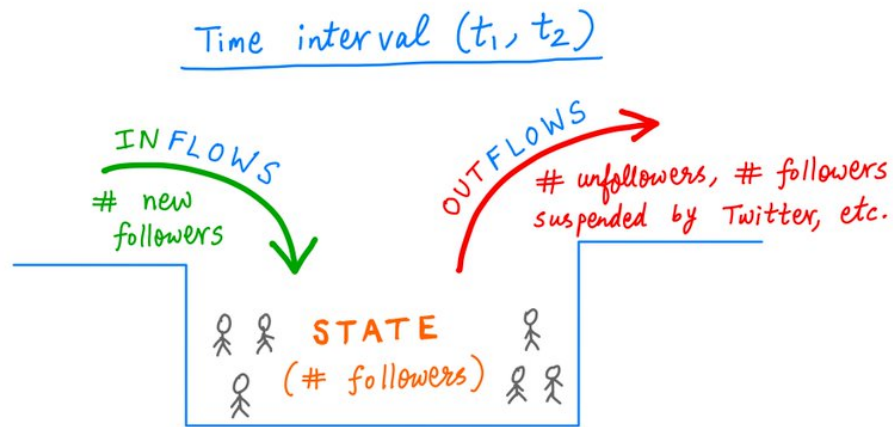 Time interval (t₁, t₂)
INFLOWS
# new
followers
OUTFLOWS
# unfollowers, # followers
suspended by Twitter, etc.
STATE
(# followers)